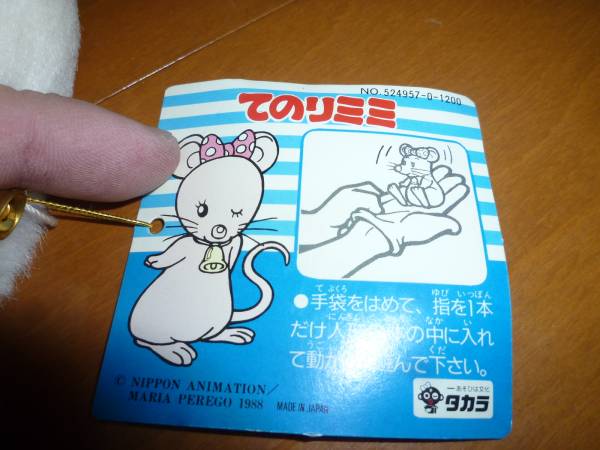 NO. 524957-0-1200
てのりミミ
●手袋をはめて、指を1本
だけ人形の中に入れ
て動か んで下さい。
© NIPPON ANIMATION/
MARIA PEREGO 1988 MADE IN JAPAN
あそびは文化
タカラ